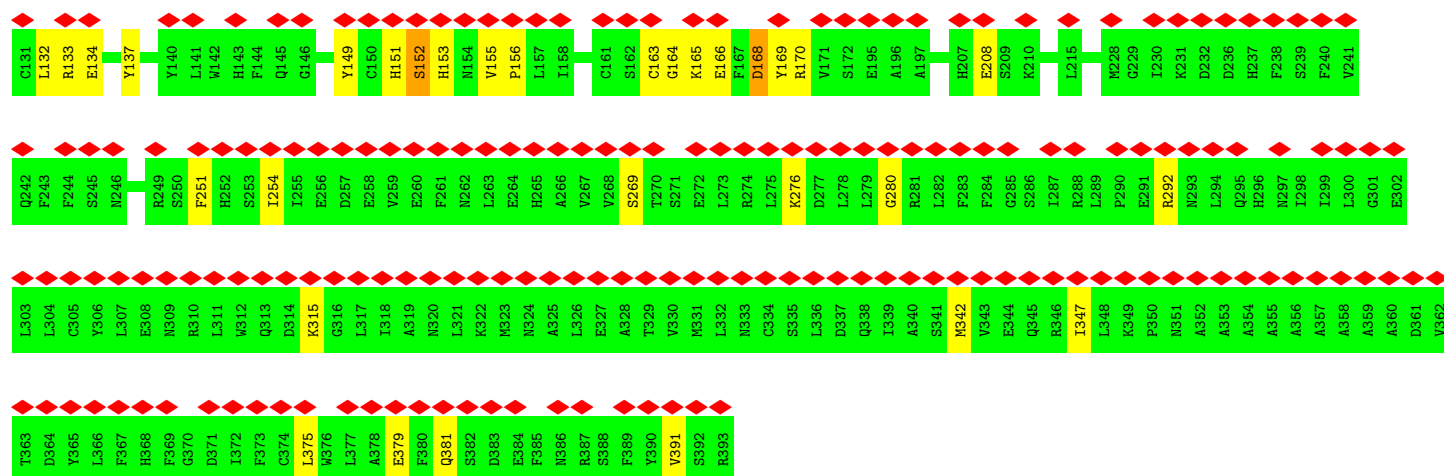 C131 L132 R133 E134 Y137 Y140 L141 W142 H143 F144 Q145 G146 Y149 C150 H151 S152 H153 N154 V155 P156 L157 I158 C161 S162 C163 G164 K165 E166 F167 D168 Y169 R170 V171 S172 E195 A196 A197 H207 E208 S209 K210 L215 M228 G229 I230 K231 D232 D236 H237 F238 S239 F240 V241
Q242 F243 F244 S245 N246 R249 S250 F251 H252 S253 I254 I255 E256 D257 E258 V259 E260 F261 N262 L263 E264 H265 A266 V267 V268 S269 T270 S271 E272 L273 R274 L275 K276 D277 L278 L279 G280 R281 L282 F283 F284 G285 S286 I287 R288 L289 P290 E291 R292 N293 L294 Q295 H296 N297 I298 I299 L300 G301 E302
L303 L304 C305 Y306 L307 E308 N309 R310 L311 W312 Q313 D314 K315 G316 L317 I318 A319 N320 L321 K322 M323 N324 A325 L326 E327 A328 T329 V330 M331 L332 N333 C334 S335 L336 D337 Q338 I339 A340 S341 M342 V343 E344 Q345 R346 I347 L348 K349 P350 N351 A352 A353 A354 A355 A356 A357 A358 A359 A360 D361 V362
T363 D364 Y365 L366 F367 H368 F369 G370 D371 I372 F373 C374 L375 W376 L377 A378 E379 F380 Q381 S382 D383 E384 F385 N386 R387 S388 F389 Y390 V391 S392 R393